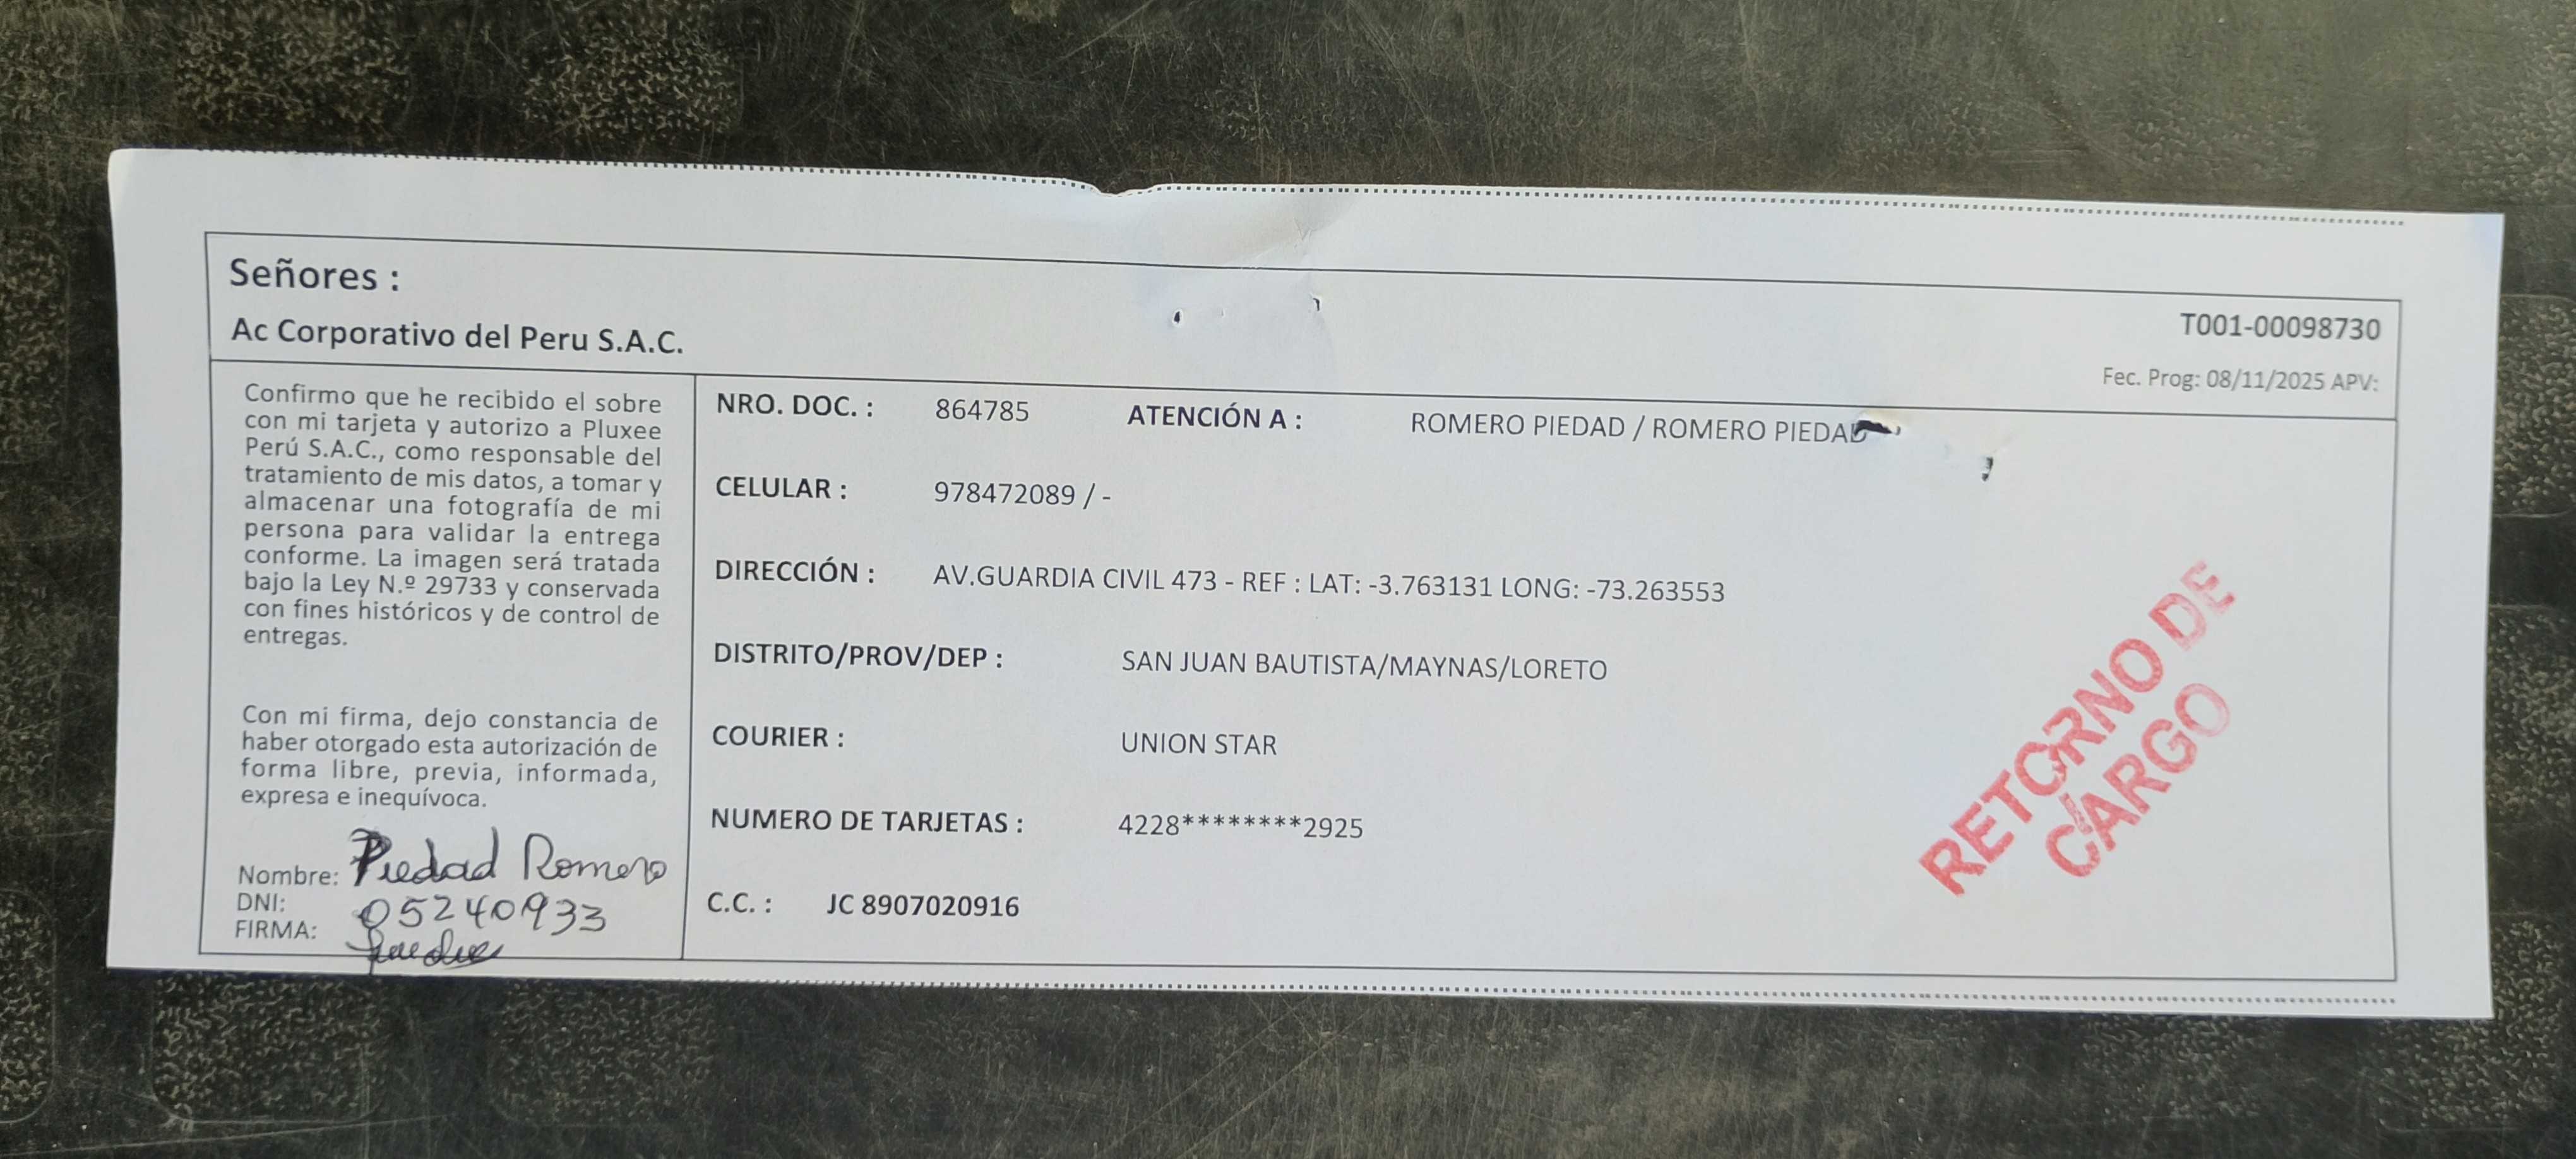 Señores :
Ac Corporativo del Peru S.A.C.
T001-00098730
Fec. Prog: 08/11/2025 APV:
Confirmo que he recibido el sobre
con mi tarjeta y autorizo a Pluxee
Perú S.A.C., como responsable del
tratamiento de mis datos, a tomar y
almacenar una fotografía de mi
persona para validar la entrega
conforme. La imagen será tratada
bajo la Ley N.º 29733 y conservada
con fines históricos y de control de
entregas.
Con mi firma, dejo constancia de
haber otorgado esta autorización de
forma libre, previa, informada,
expresa e inequívoca.
Nombre: Piedad Romero
DNI: 05240933
FIRMA:
NRO. DOC. : 864785 ATENCIÓN A : ROMERO PIEDAD / ROMERO PIEDAD
CELULAR : 978472089 / -
DIRECCIÓN : AV.GUARDIA CIVIL 473 - REF : LAT: -3.763131 LONG: -73.263553
DISTRITO/PROV/DEP : SAN JUAN BAUTISTA/MAYNAS/LORETO
COURIER : UNION STAR
NUMERO DE TARJETAS : 4228********2925
C.C. : JC 8907020916
RETORNO DE
CARGO